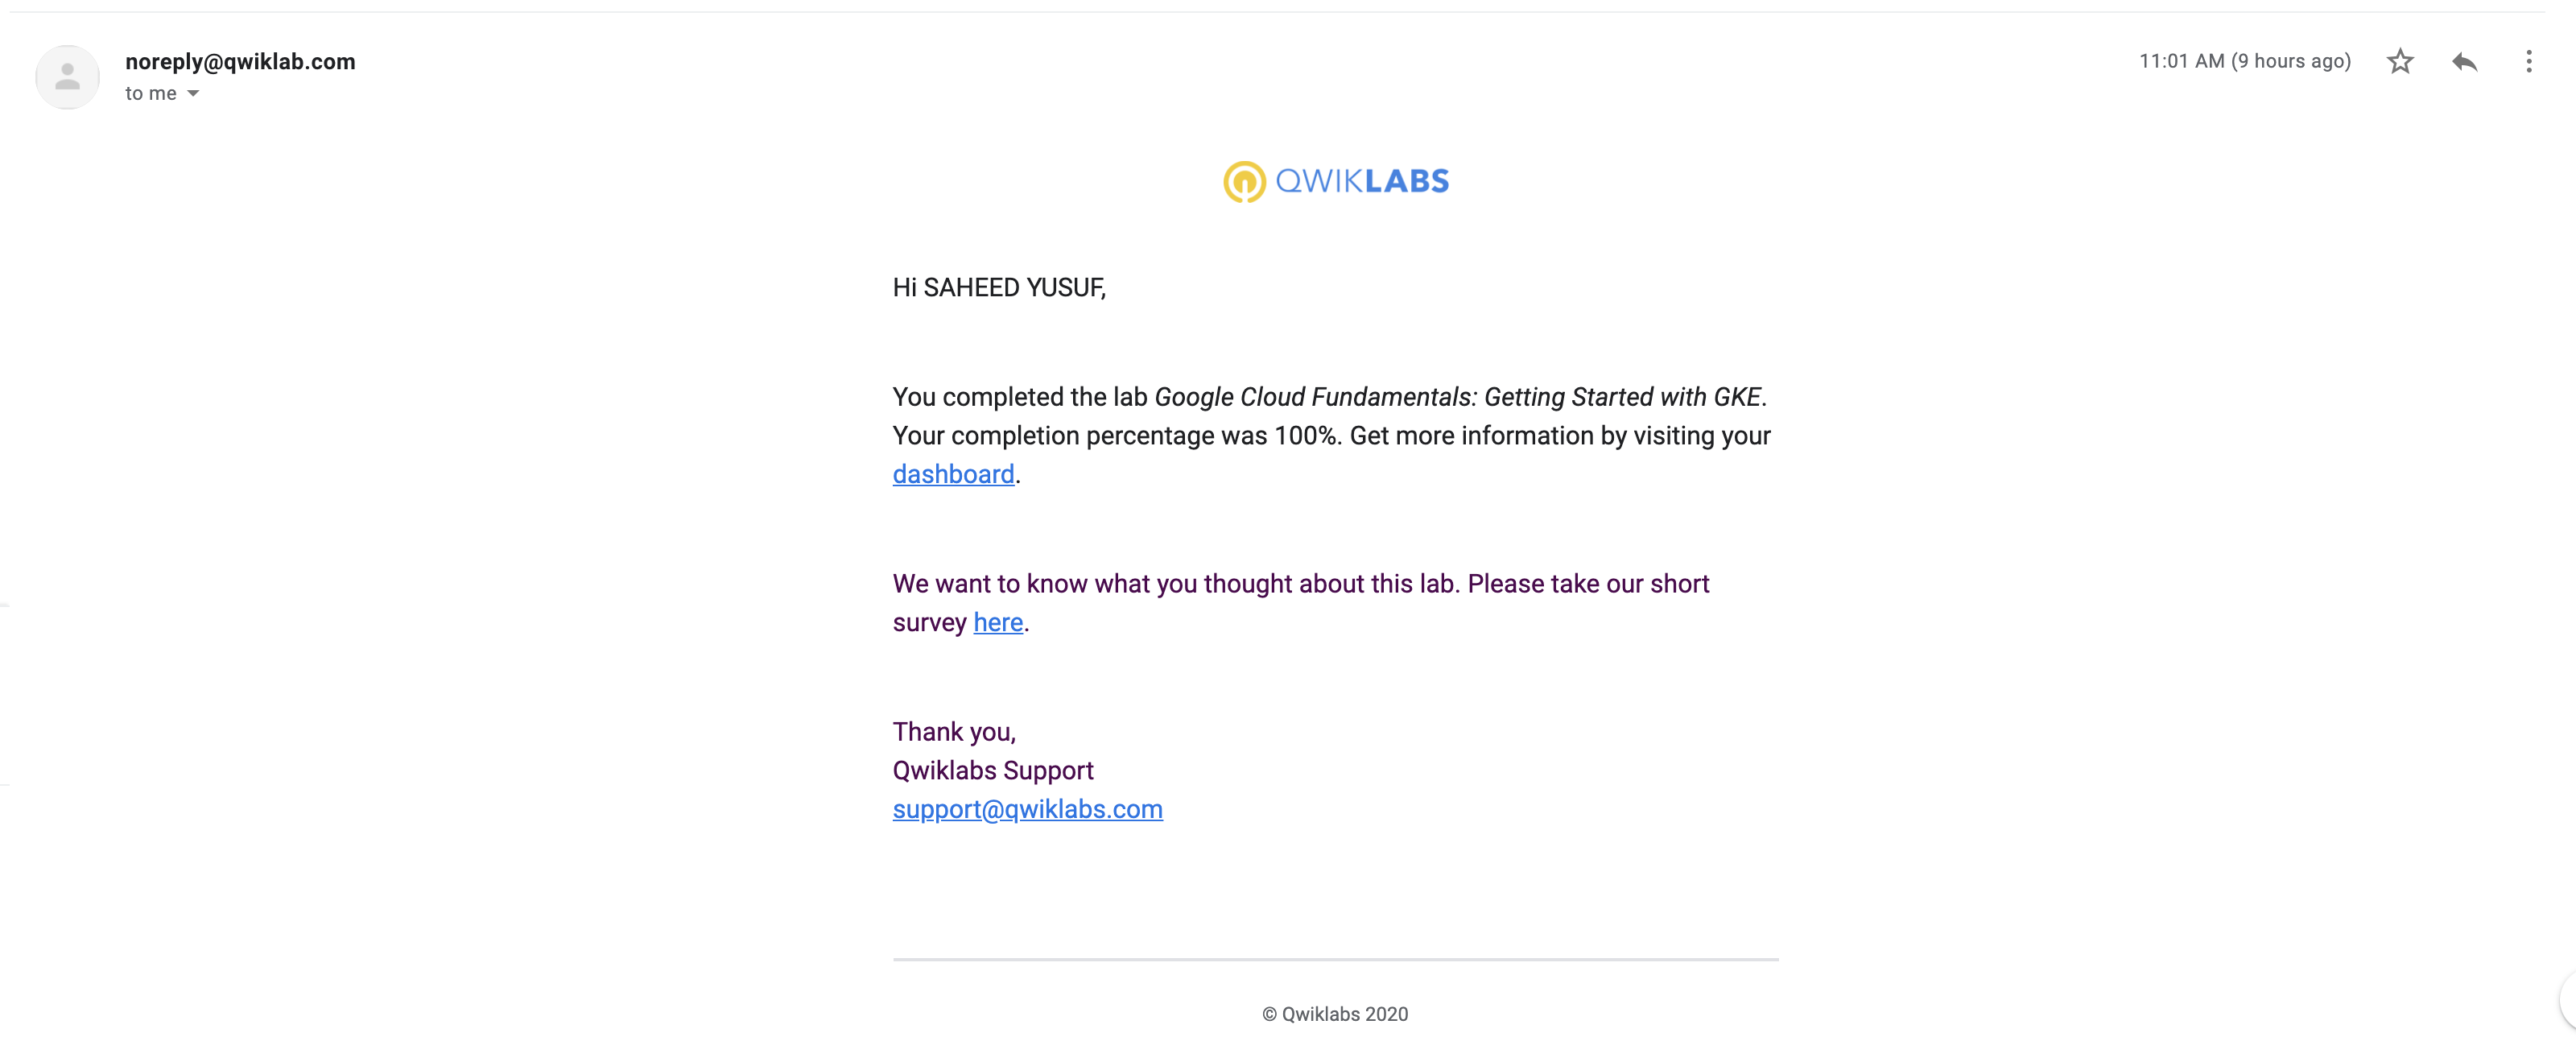 noreply@qwiklab.com
to me
11:01 AM (9 hours ago)
QWIKLABS
Hi SAHEED YUSUF,
You completed the lab Google Cloud Fundamentals: Getting Started with GKE.
Your completion percentage was 100%. Get more information by visiting your
dashboard.
We want to know what you thought about this lab. Please take our short
survey here.
Thank you,
Qwiklabs Support
support@qwiklabs.com
© Qwiklabs 2020